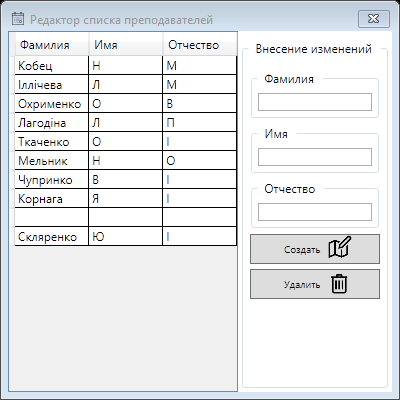 Редактор списка преподавателей
Фамилия Имя Отчество
Кобец Н М
Іллічева Л М
Охрименко О В
Лагодіна Л П
Ткаченко О І
Мельник Н О
Чупринко В І
Корнага Я І
Скляренко Ю І
Внесение изменений
Фамилия
Имя
Отчество
Создать
Удалить